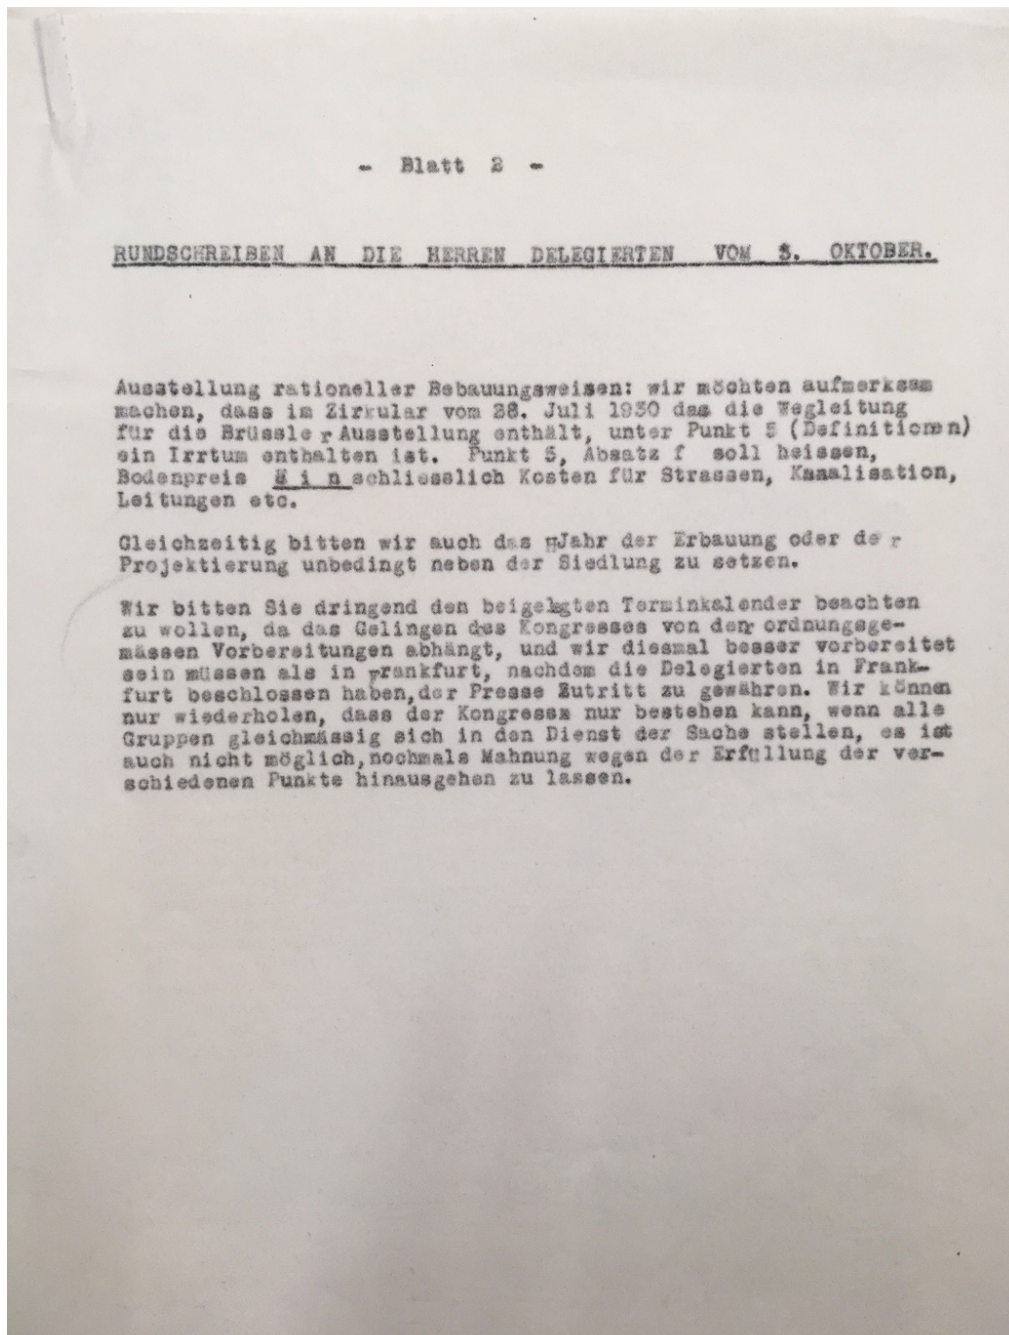 - Blatt 2 -
RUNDSCHREIBEN AN DIE HERREN DELEGIERTEN VOM 3. OKTOBER.
Ausstellung rationeller Bebauungsweisen: wir möchten aufmerksam
machen, dass im Zirkular vom 28. Juli 1930 das die Wegleitung
für die Brüssler Ausstellung enthält, unter Punkt 5 (Definitionen)
ein Irrtum enthalten ist. Punkt 5, Absatz f soll heissen,
Bodenpreis E i n schliesslich Kosten für Strassen, Kanalisation,
Leitungen etc.
Gleichzeitig bitten wir auch das Jahr der Erbauung oder der
Projektierung unbedingt neben der Siedlung zu setzen.
Wir bitten Sie dringend den beigelegten Terminkalender beachten
zu wollen, da das Gelingen des Kongresses von den ordnungsge-
mässen Vorbereitungen abhängt, und wir diesmal besser vorbereitet
sein müssen als in Frankfurt, nachdem die Delegierten in Frank-
furt beschlossen haben, der Presse Zutritt zu gewähren. Wir können
nur wiederholen, dass der Kongress nur bestehen kann, wenn alle
Gruppen gleichmässig sich in den Dienst der Sache stellen, es ist
auch nicht möglich, nochmals Mahnung wegen der Erfüllung der ver-
schiedenen Punkte hinausgehen zu lassen.